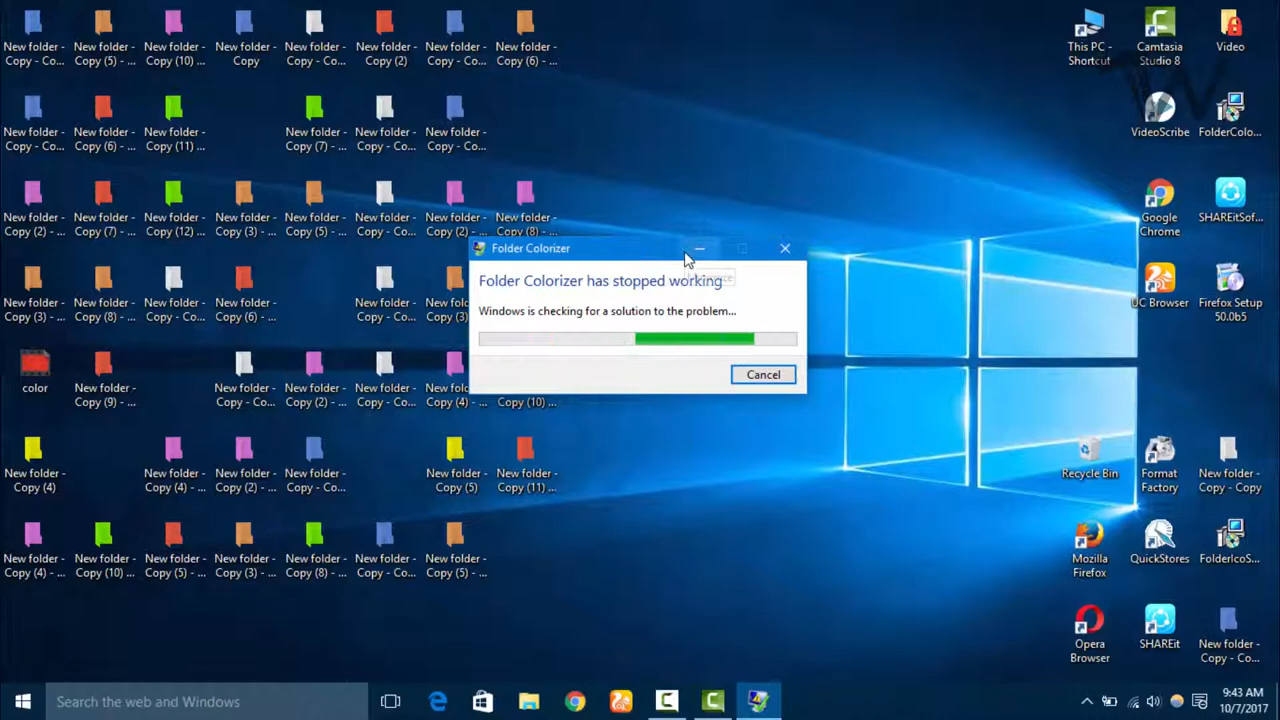 New folder - Copy - Co...
New folder - Copy (5) - ...
New folder - Copy (10) ...
New folder - Copy
New folder - Copy - Co...
New folder - Copy (2)
New folder - Copy - Co...
New folder - Copy (6) - ...
This PC - Shortcut
Camtasia Studio 8
Video
New folder - Copy - Co...
New folder - Copy (6) - ...
New folder - Copy (11) ...
New folder - Copy (7) - ...
New folder - Copy - Co...
New folder - Copy - Co...
VideoScribe
FolderColo...
New folder - Copy (2) - ...
New folder - Copy (7) - ...
New folder - Copy (12) ...
New folder - Copy (3) - ...
New folder - Copy (5) - ...
New folder - Copy - Co...
New folder - Copy (2) - ...
New folder - Copy (8) - ...
Google Chrome
SHAREitSof...
Folder Colorizer
Folder Colorizer has stopped working
Windows is checking for a solution to the problem...
Cancel
New folder - Copy (3) - ...
New folder - Copy (8) - ...
New folder - Copy (6) - ...
New folder - Copy - Co...
New folder - Copy (3)
UC Browser
Firefox Setup 50.0b5
color
New folder - Copy (9) - ...
New folder - Copy - Co...
New folder - Copy (2) - ...
New folder - Copy - Co...
New folder - Copy (4) - ...
Copy (10) ...
New folder - Copy (4)
New folder - Copy (4) - ...
New folder - Copy (2) - ...
New folder - Copy - Co...
New folder - Copy (5)
New folder - Copy (11) ...
Recycle Bin
Format Factory
New folder - Copy - Copy
New folder - Copy (4) - ...
New folder - Copy (10) ...
New folder - Copy (5) - ...
New folder - Copy (3) - ...
New folder - Copy (8) - ...
New folder - Copy - Co...
New folder - Copy (5) - ...
Mozilla Firefox
QuickStores
FolderIcoS...
Opera Browser
SHAREit
New folder - Copy - Co...
Search the web and Windows
9:43 AM
10/7/2017